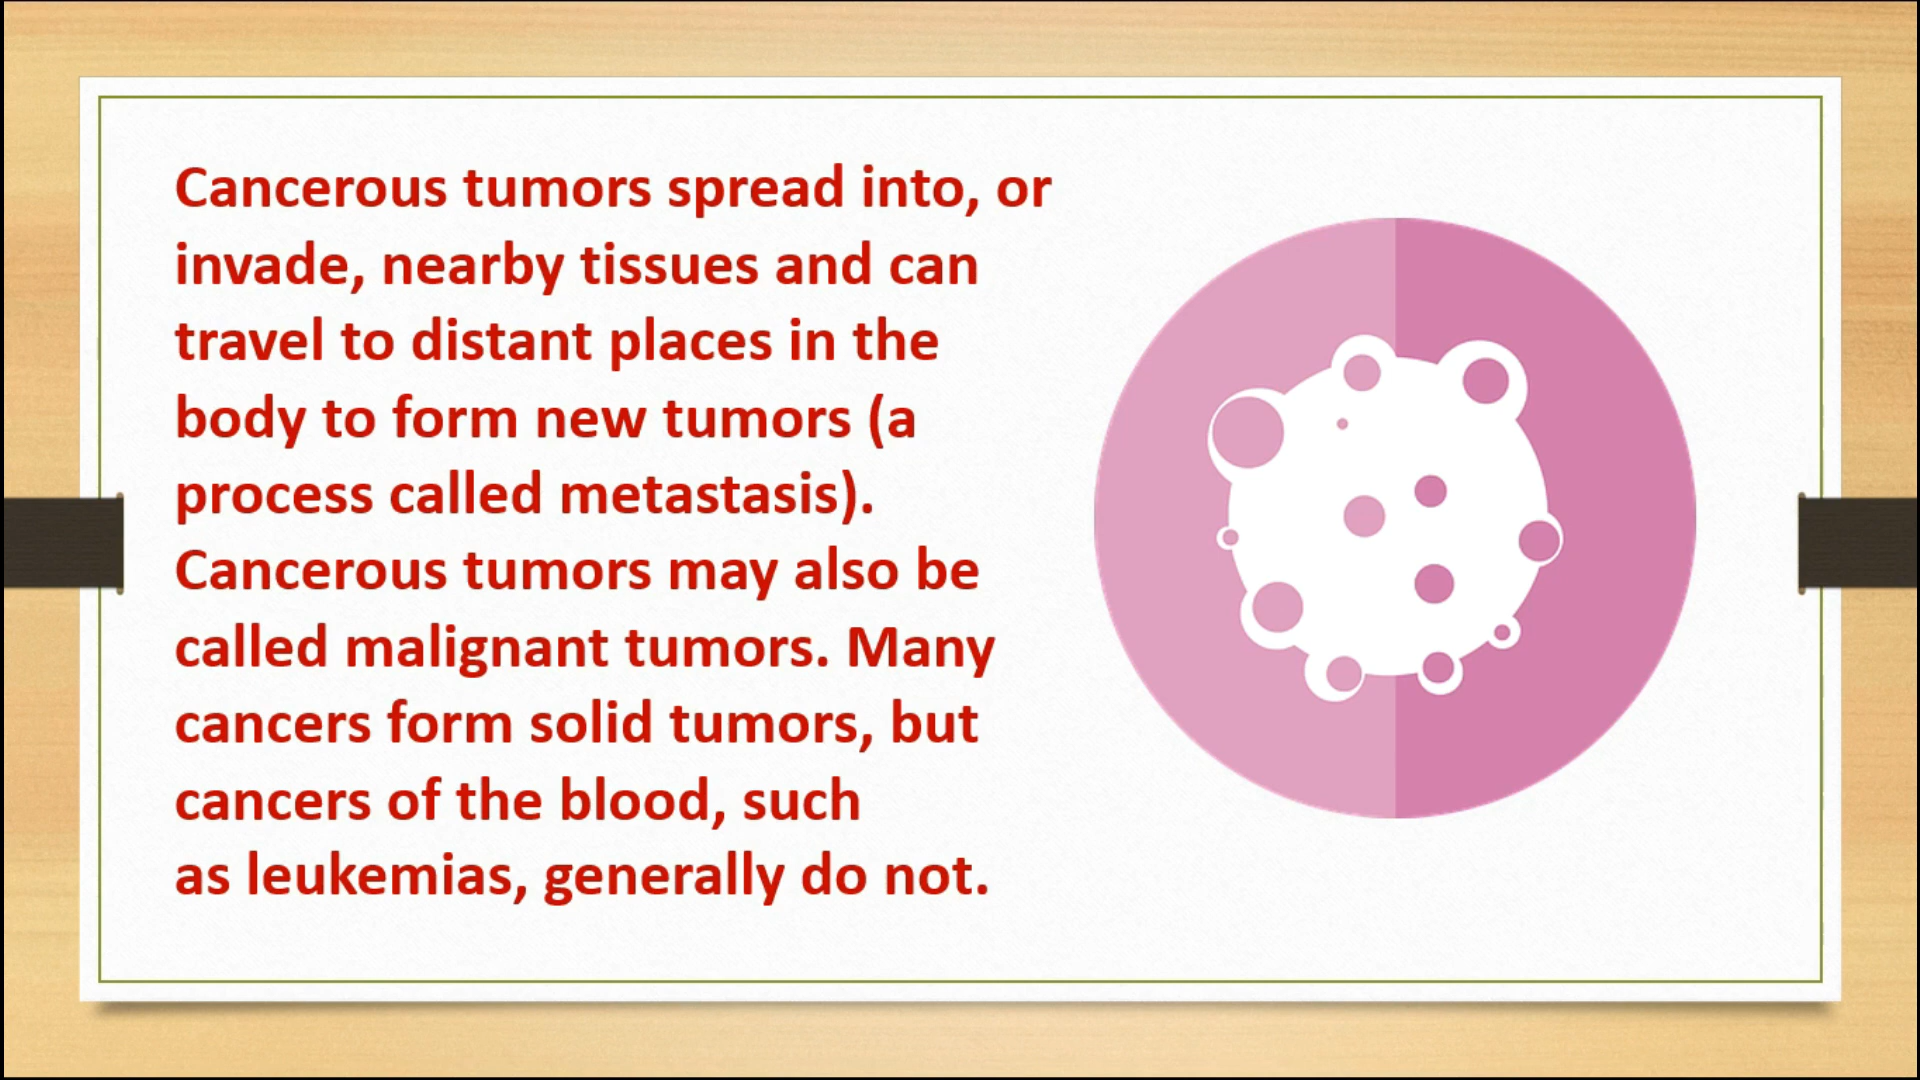 Cancerous tumors spread into, or
invade, nearby tissues and can
travel to distant places in the
body to form new tumors (a
process called metastasis).
Cancerous tumors may also be
called malignant tumors. Many
cancers form solid tumors, but
cancers of the blood, such
as leukemias, generally do not.